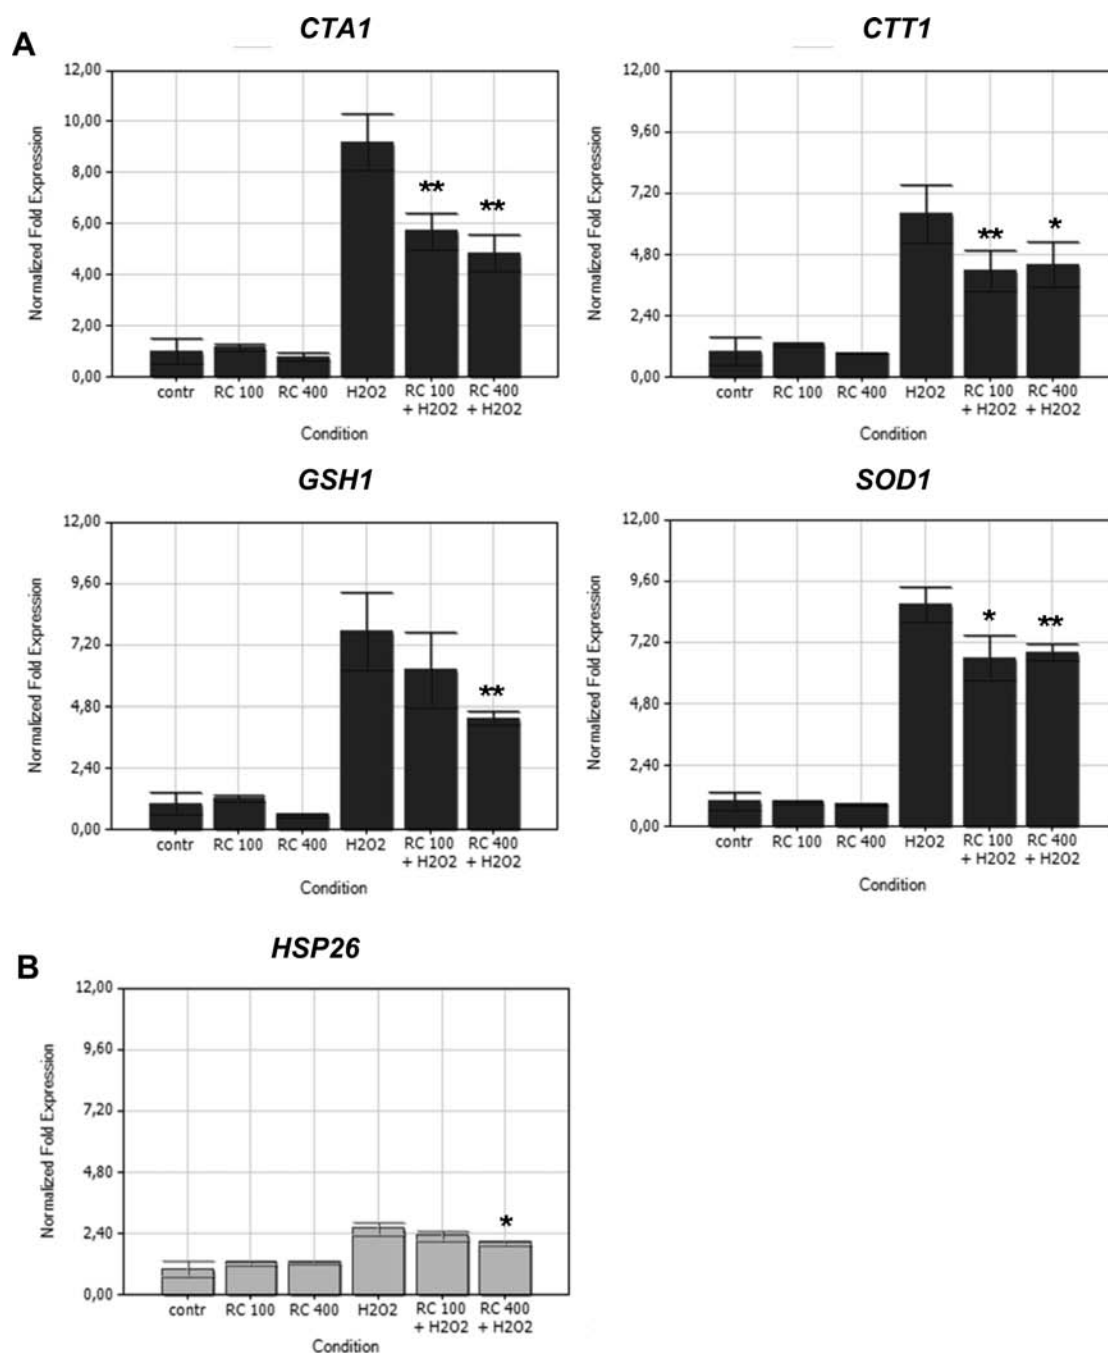 A
CTA1
12,00
10,00
8,00
6,00
4,00
2,00
0,00
Normalized Fold Expression
**
**
contr RC 100 RC 400 H2O2 RC 100 RC 400
+ H2O2 + H2O2
Condition
CTT1
12,00
9,60
7,20
4,80
2,40
0,00
Normalized Fold Expression
**
*
contr RC 100 RC 400 H2O2 RC 100 RC 400
+ H2O2 + H2O2
Condition
GSH1
12,00
9,60
7,20
4,80
2,40
0,00
Normalized Fold Expression
**
contr RC 100 RC 400 H2O2 RC 100 RC 400
+ H2O2 + H2O2
Condition
SOD1
12,00
9,60
7,20
4,80
2,40
0,00
Normalized Fold Expression
*
**
contr RC 100 RC 400 H2O2 RC 100 RC 400
+ H2O2 + H2O2
Condition
B
HSP26
12,00
9,60
7,20
4,80
2,40
0,00
Normalized Fold Expression
*
contr RC 100 RC 400 H2O2 RC 100 RC 400
+ H2O2 + H2O2
Condition